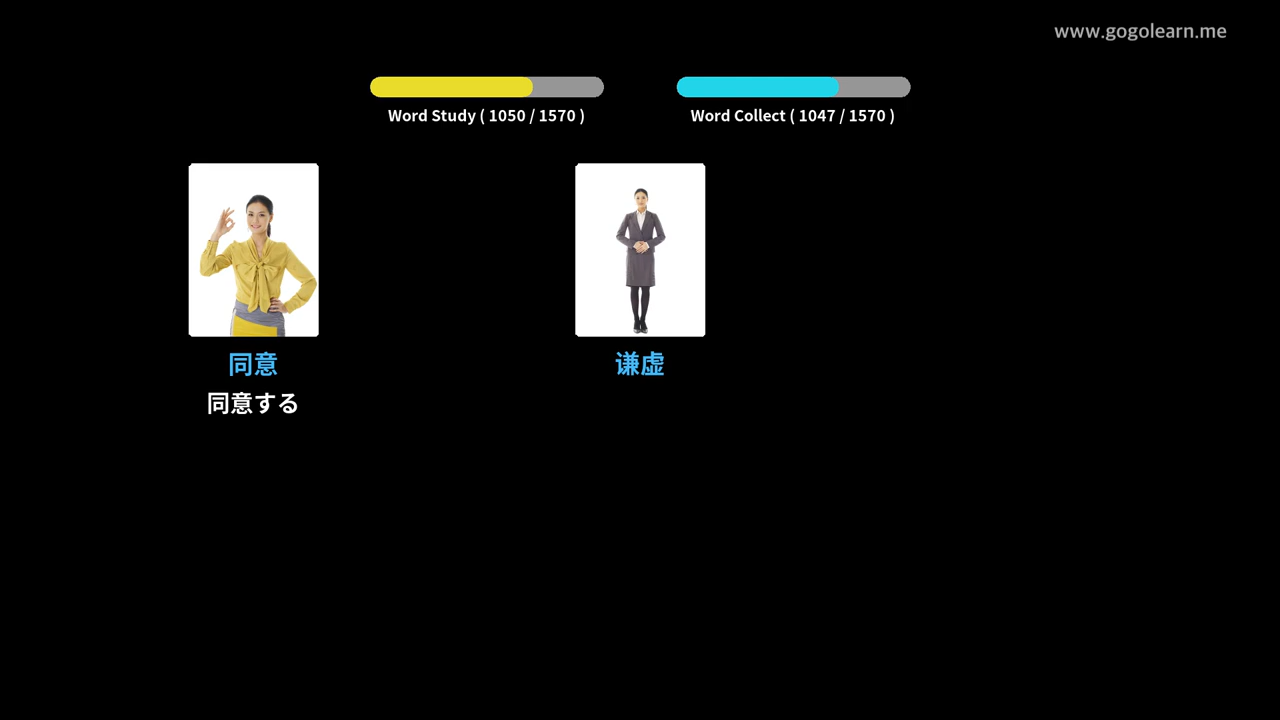 www.gogolearn.me
Word Study ( 1050 / 1570 )
Word Collect ( 1047 / 1570 )
同意
谦虚
同意する